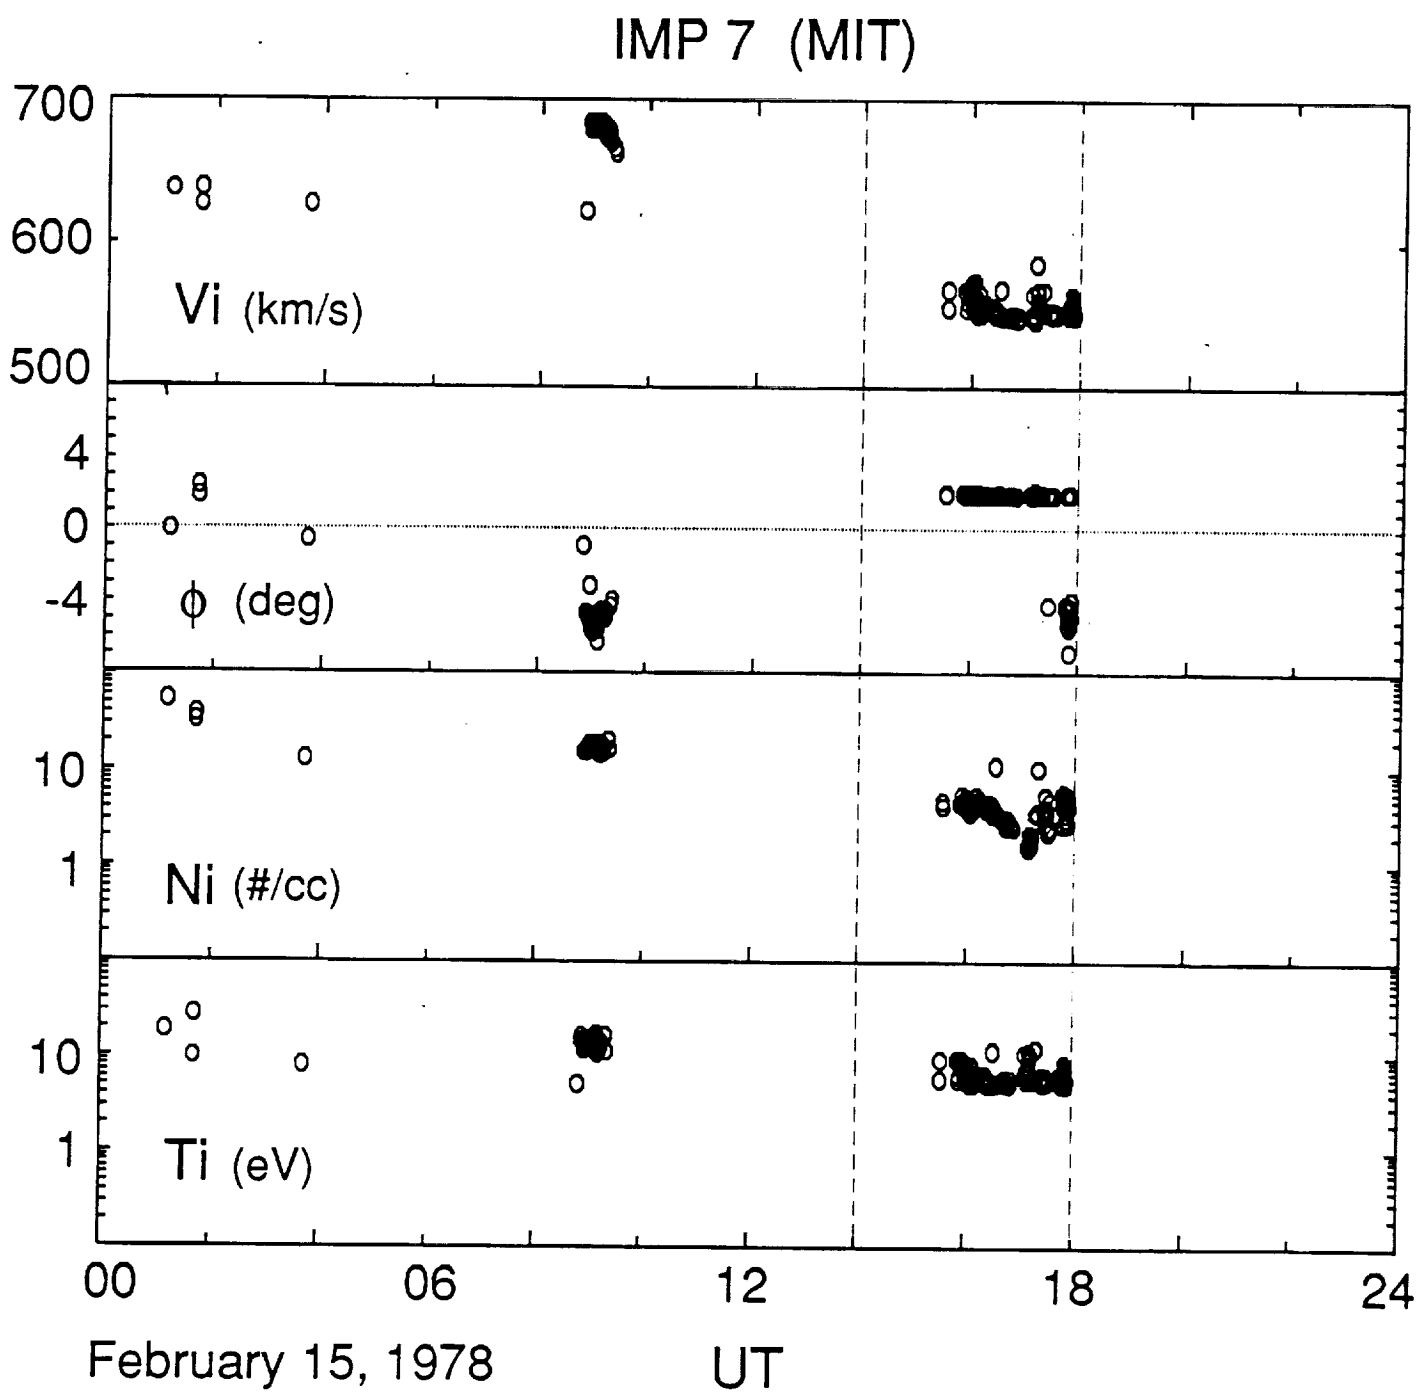 IMP 7 (MIT)
700
600
Vi (km/s)
500
4
0
-4
ϕ (deg)
10
1
Ni (#/cc)
10
1
Ti (eV)
00 06 12 18 24
February 15, 1978 UT